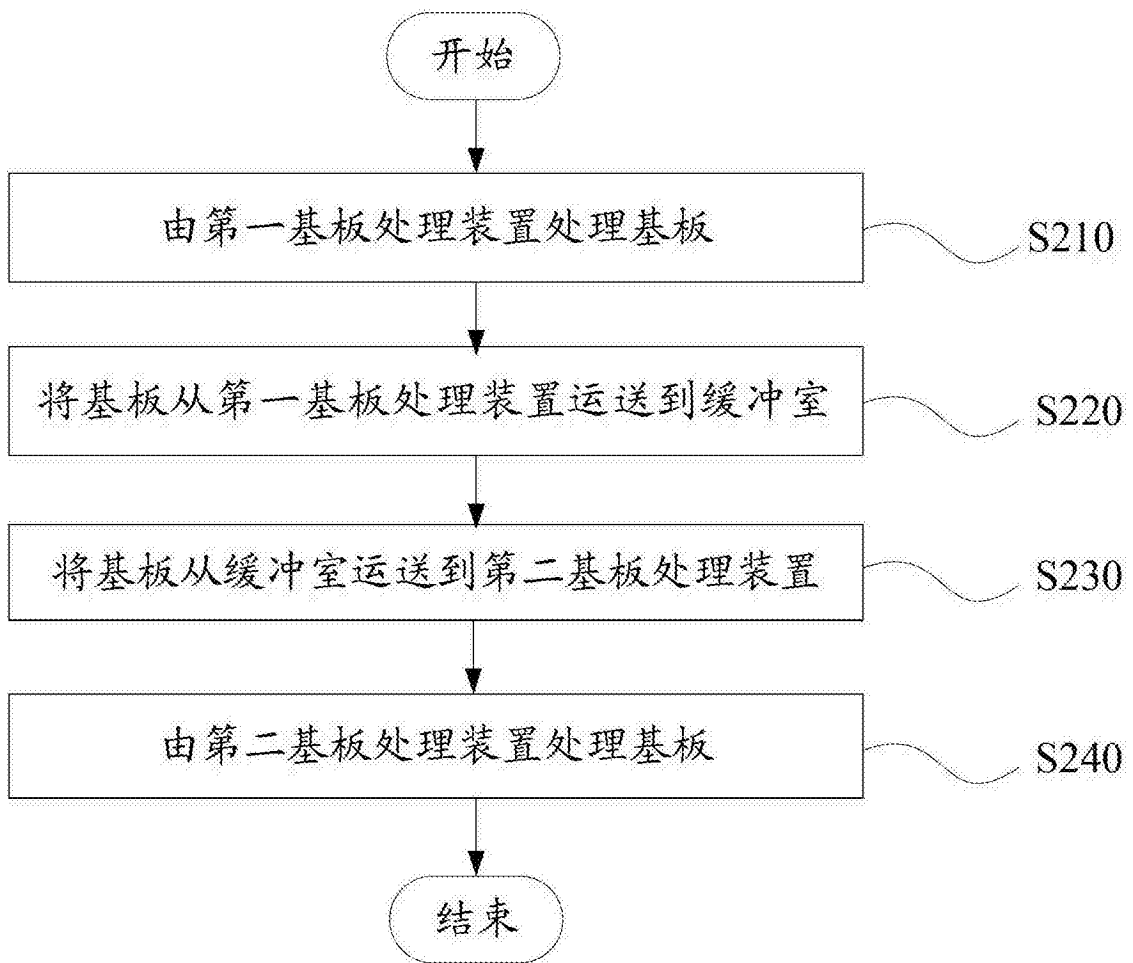 开始
由第一基板处理装置处理基板
S210
将基板从第一基板处理装置运送到缓冲室
S220
将基板从缓冲室运送到第二基板处理装置
S230
由第二基板处理装置处理基板
S240
结束